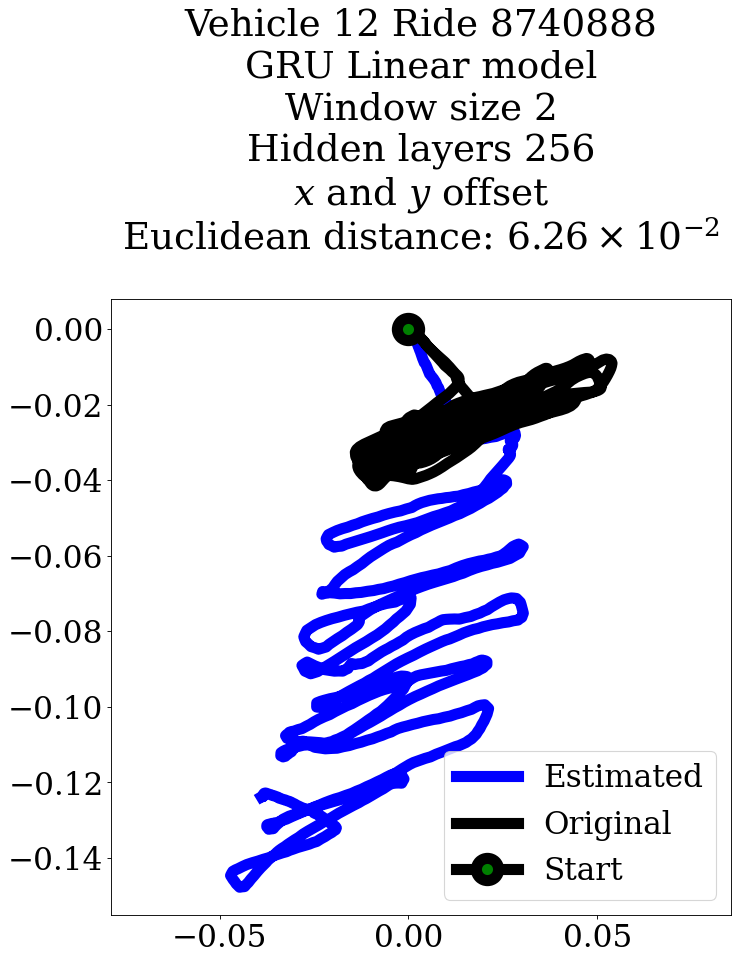 Vehicle 12 Ride 8740888
GRU Linear model
Window size 2
Hidden layers 256
x and y offset
Euclidean distance: 6.26 × 10⁻²
0.00
−0.02
−0.04
−0.06
−0.08
−0.10
−0.12
−0.14
Estimated
Original
Start
−0.05
0.00
0.05